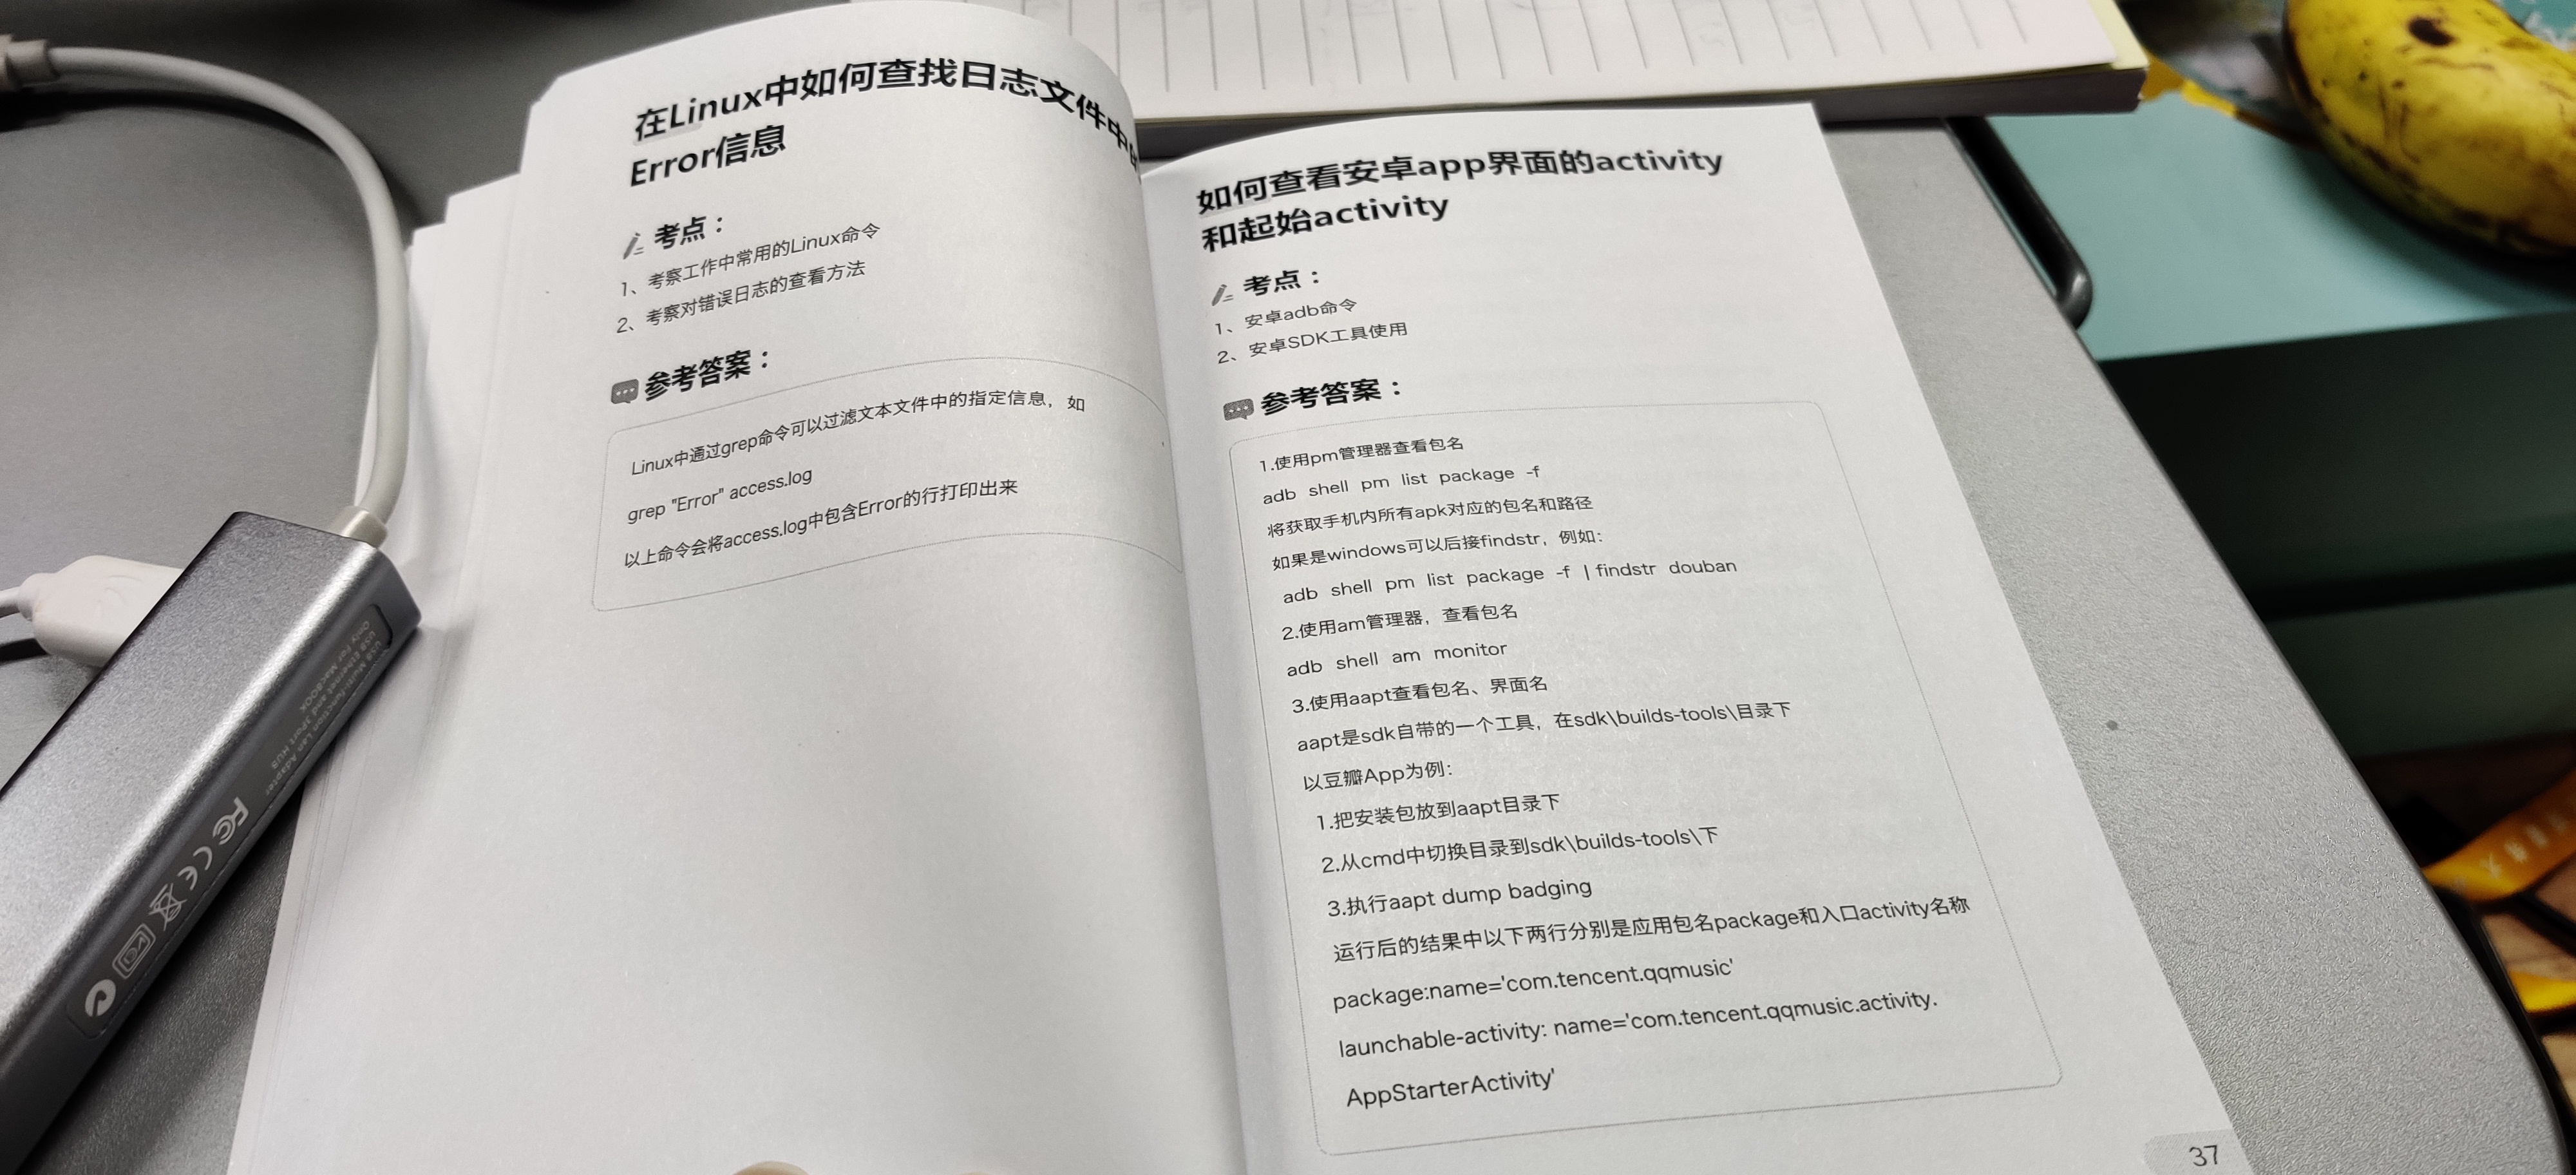 在Linux中如何查找日志文件中
Error信息
考点：
1、考察工作中常用的Linux命令
2、考察对错误日志的查看方法
参考答案：
Linux中通过grep命令可以过滤文本文件中的指定信息，如
grep "Error" access.log
以上命令会将access.log中包含Error的行打印出来
如何查看安卓app界面的activity
和起始activity
考点：
1、安卓adb命令
2、安卓SDK工具使用
参考答案：
1.使用pm管理器查看包名
adb shell pm list package -f
将获取手机内所有apk对应的包名和路径
如果是windows可以后接findstr，例如：
adb shell pm list package -f | findstr douban
2.使用am管理器，查看包名
adb shell am monitor
3.使用aapt查看包名、界面名
aapt是sdk自带的一个工具，在sdk\builds-tools\目录下
以豆瓣App为例：
1.把安装包放到aapt目录下
2.从cmd中切换目录到sdk\builds-tools\下
3.执行aapt dump badging
运行后的结果中以下两行分别是应用包名package和入口activity名称
package:name='com.tencent.qqmusic'
launchable-activity: name='com.tencent.qqmusic.activity.
AppStarterActivity'
37
USB Multi-function Lan Adapter
USB Ethernet and 3Port HUB
Only For MacBOOK
FC CE